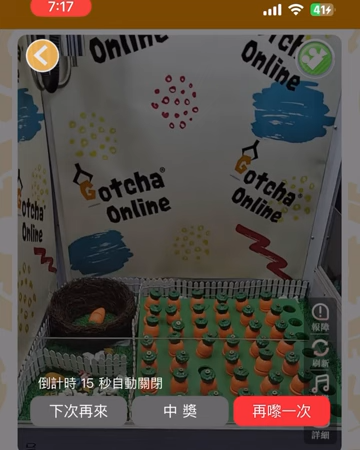 7:17
41
Online
Gotcha
Online
Gotcha®
Online
Gotcha®
Online
Gotcha®
Online
報障
刷新
倒計時 15 秒自動關閉
下次再來
中獎
再嚟一次
詳細